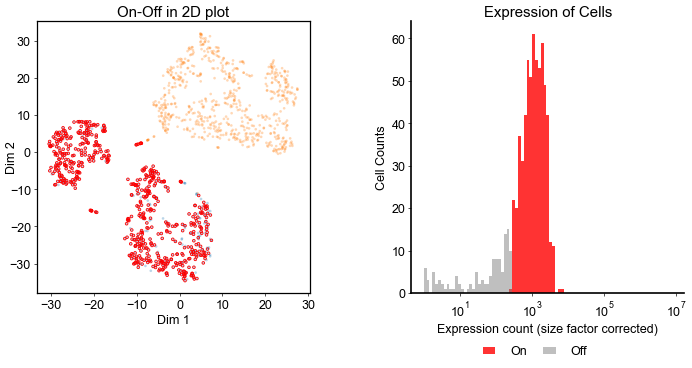 On-Off in 2D plot
Expression of Cells
Dim 2
30
20
10
0
−10
−20
−30
−30 −20 −10 0 10 20 30
Dim 1
Cell Counts
60
50
40
30
20
10
0
10^1 10^3 10^5 10^7
Expression count (size factor corrected)
On Off